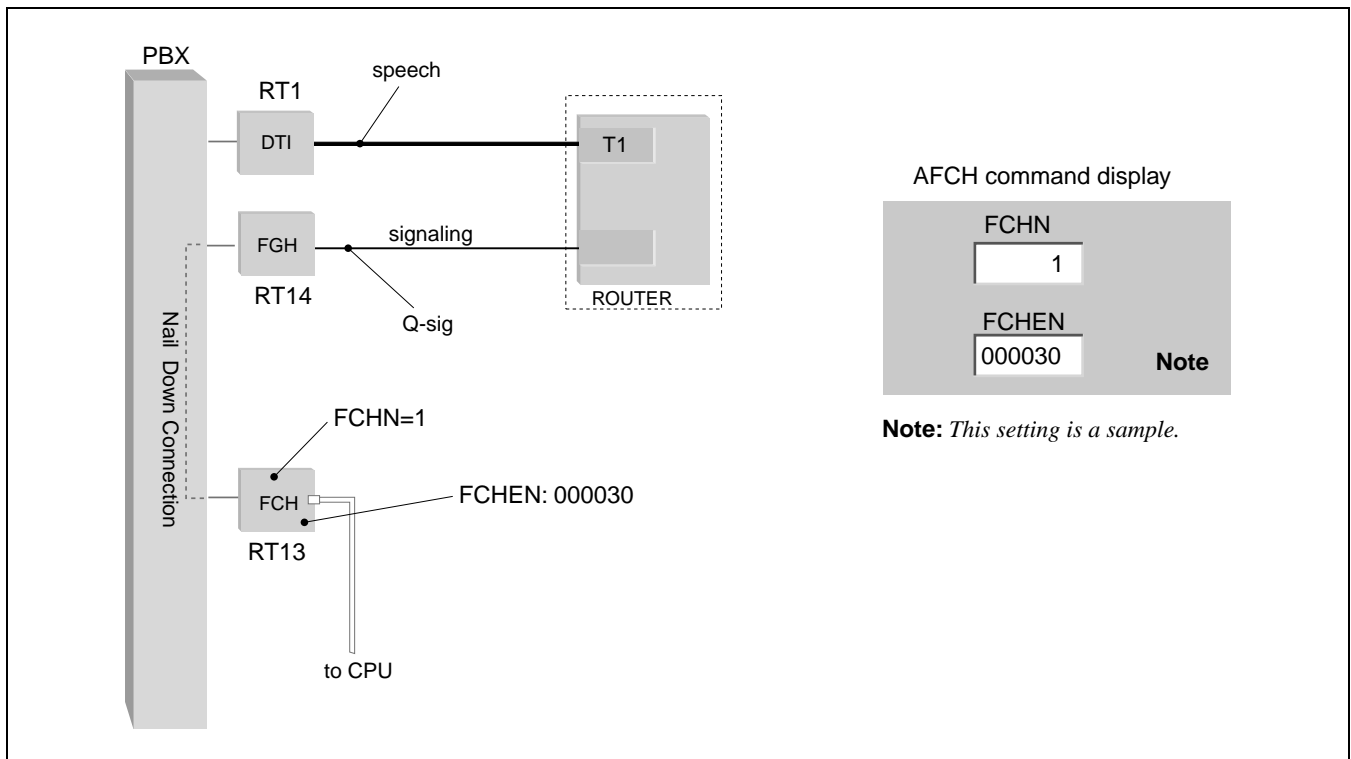 PBX
RT1
DTI
speech
T1
FGH
RT14
signaling
Q-sig
ROUTER
Nail Down Connection
FCHN=1
FCH
RT13
FCHEN: 000030
to CPU
AFCH command display
FCHN
1
FCHEN
000030
Note
Note: This setting is a sample.